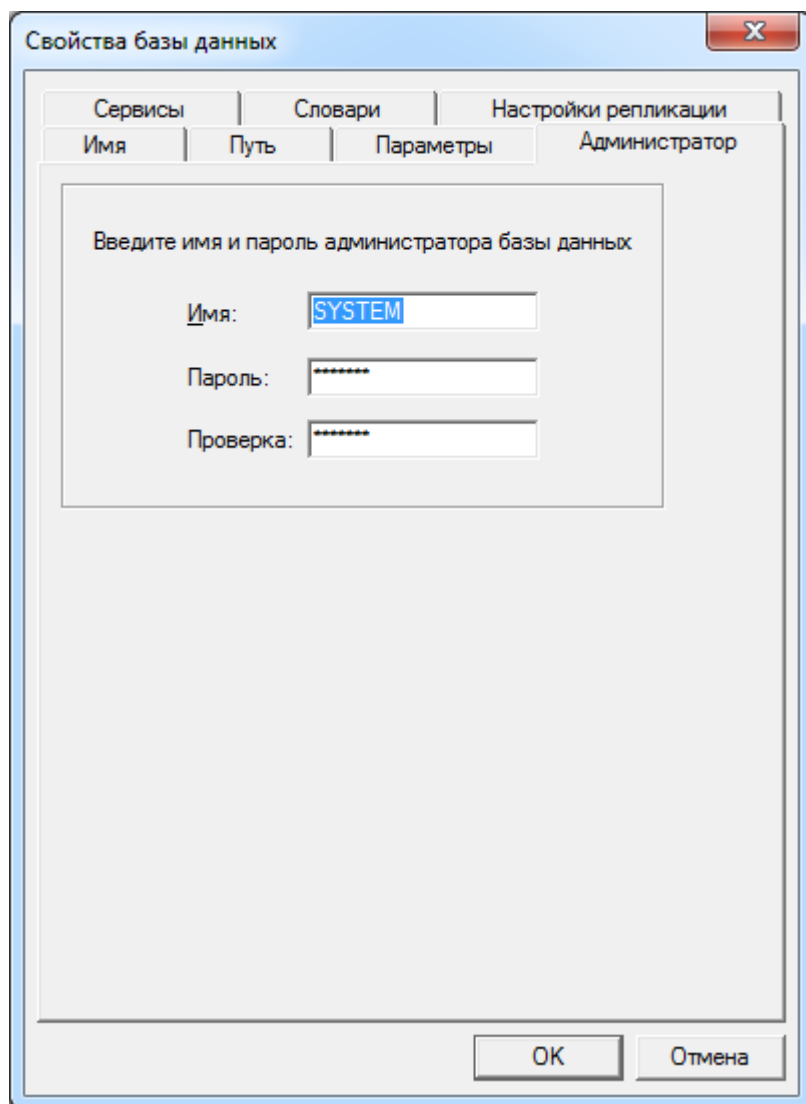 Свойства базы данных
Сервисы Словари Настройки репликации
Имя Путь Параметры Администратор
Введите имя и пароль администратора базы данных
Имя: SYSTEM
Пароль: *******
Проверка: *******
OK Отмена